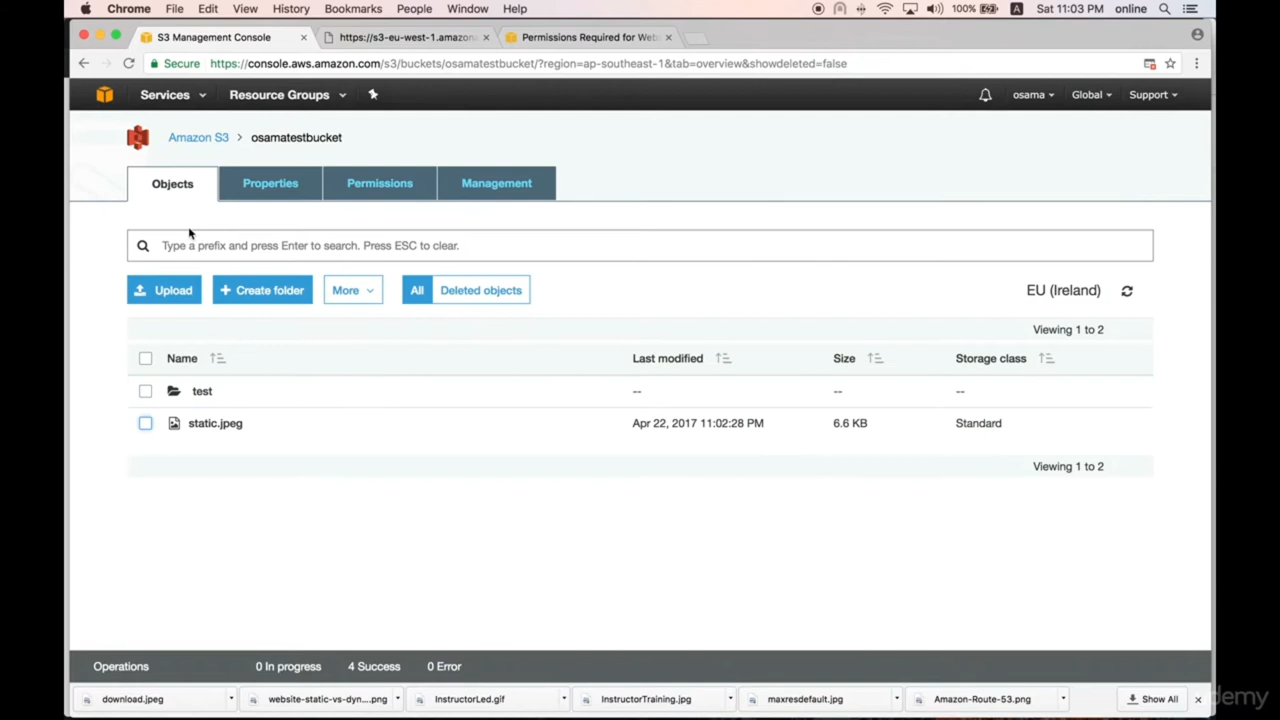 Chrome File Edit View History Bookmarks People Window Help 100% A Sat 11:03 PM online
S3 Management Console × https://s3-eu-west-1.amazona × Permissions Required for Web ×
Secure https://console.aws.amazon.com/s3/buckets/osamatestbucket/?region=ap-southeast-1&tab=overview&showdeleted=false
Services Resource Groups osama Global Support
Amazon S3 > osamatestbucket
Objects Properties Permissions Management
Type a prefix and press Enter to search. Press ESC to clear.
Upload + Create folder More All Deleted objects EU (Ireland)
Viewing 1 to 2
Name Last modified Size Storage class
test -- -- --
static.jpeg Apr 22, 2017 11:02:28 PM 6.6 KB Standard
Viewing 1 to 2
Operations 0 In progress 4 Success 0 Error
download.jpeg website-static-vs-dyn....png InstructorLed.gif InstructorTraining.jpg maxresdefault.jpg Amazon-Route-53.png Show All ×